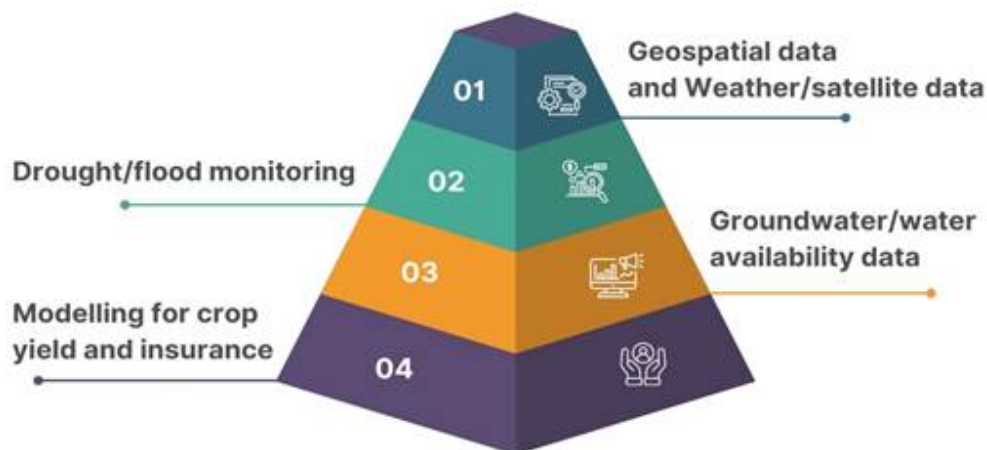 01
Geospatial data
and Weather/satellite data
Drought/flood monitoring
02
03
Groundwater/water
availability data
Modelling for crop
yield and insurance
04